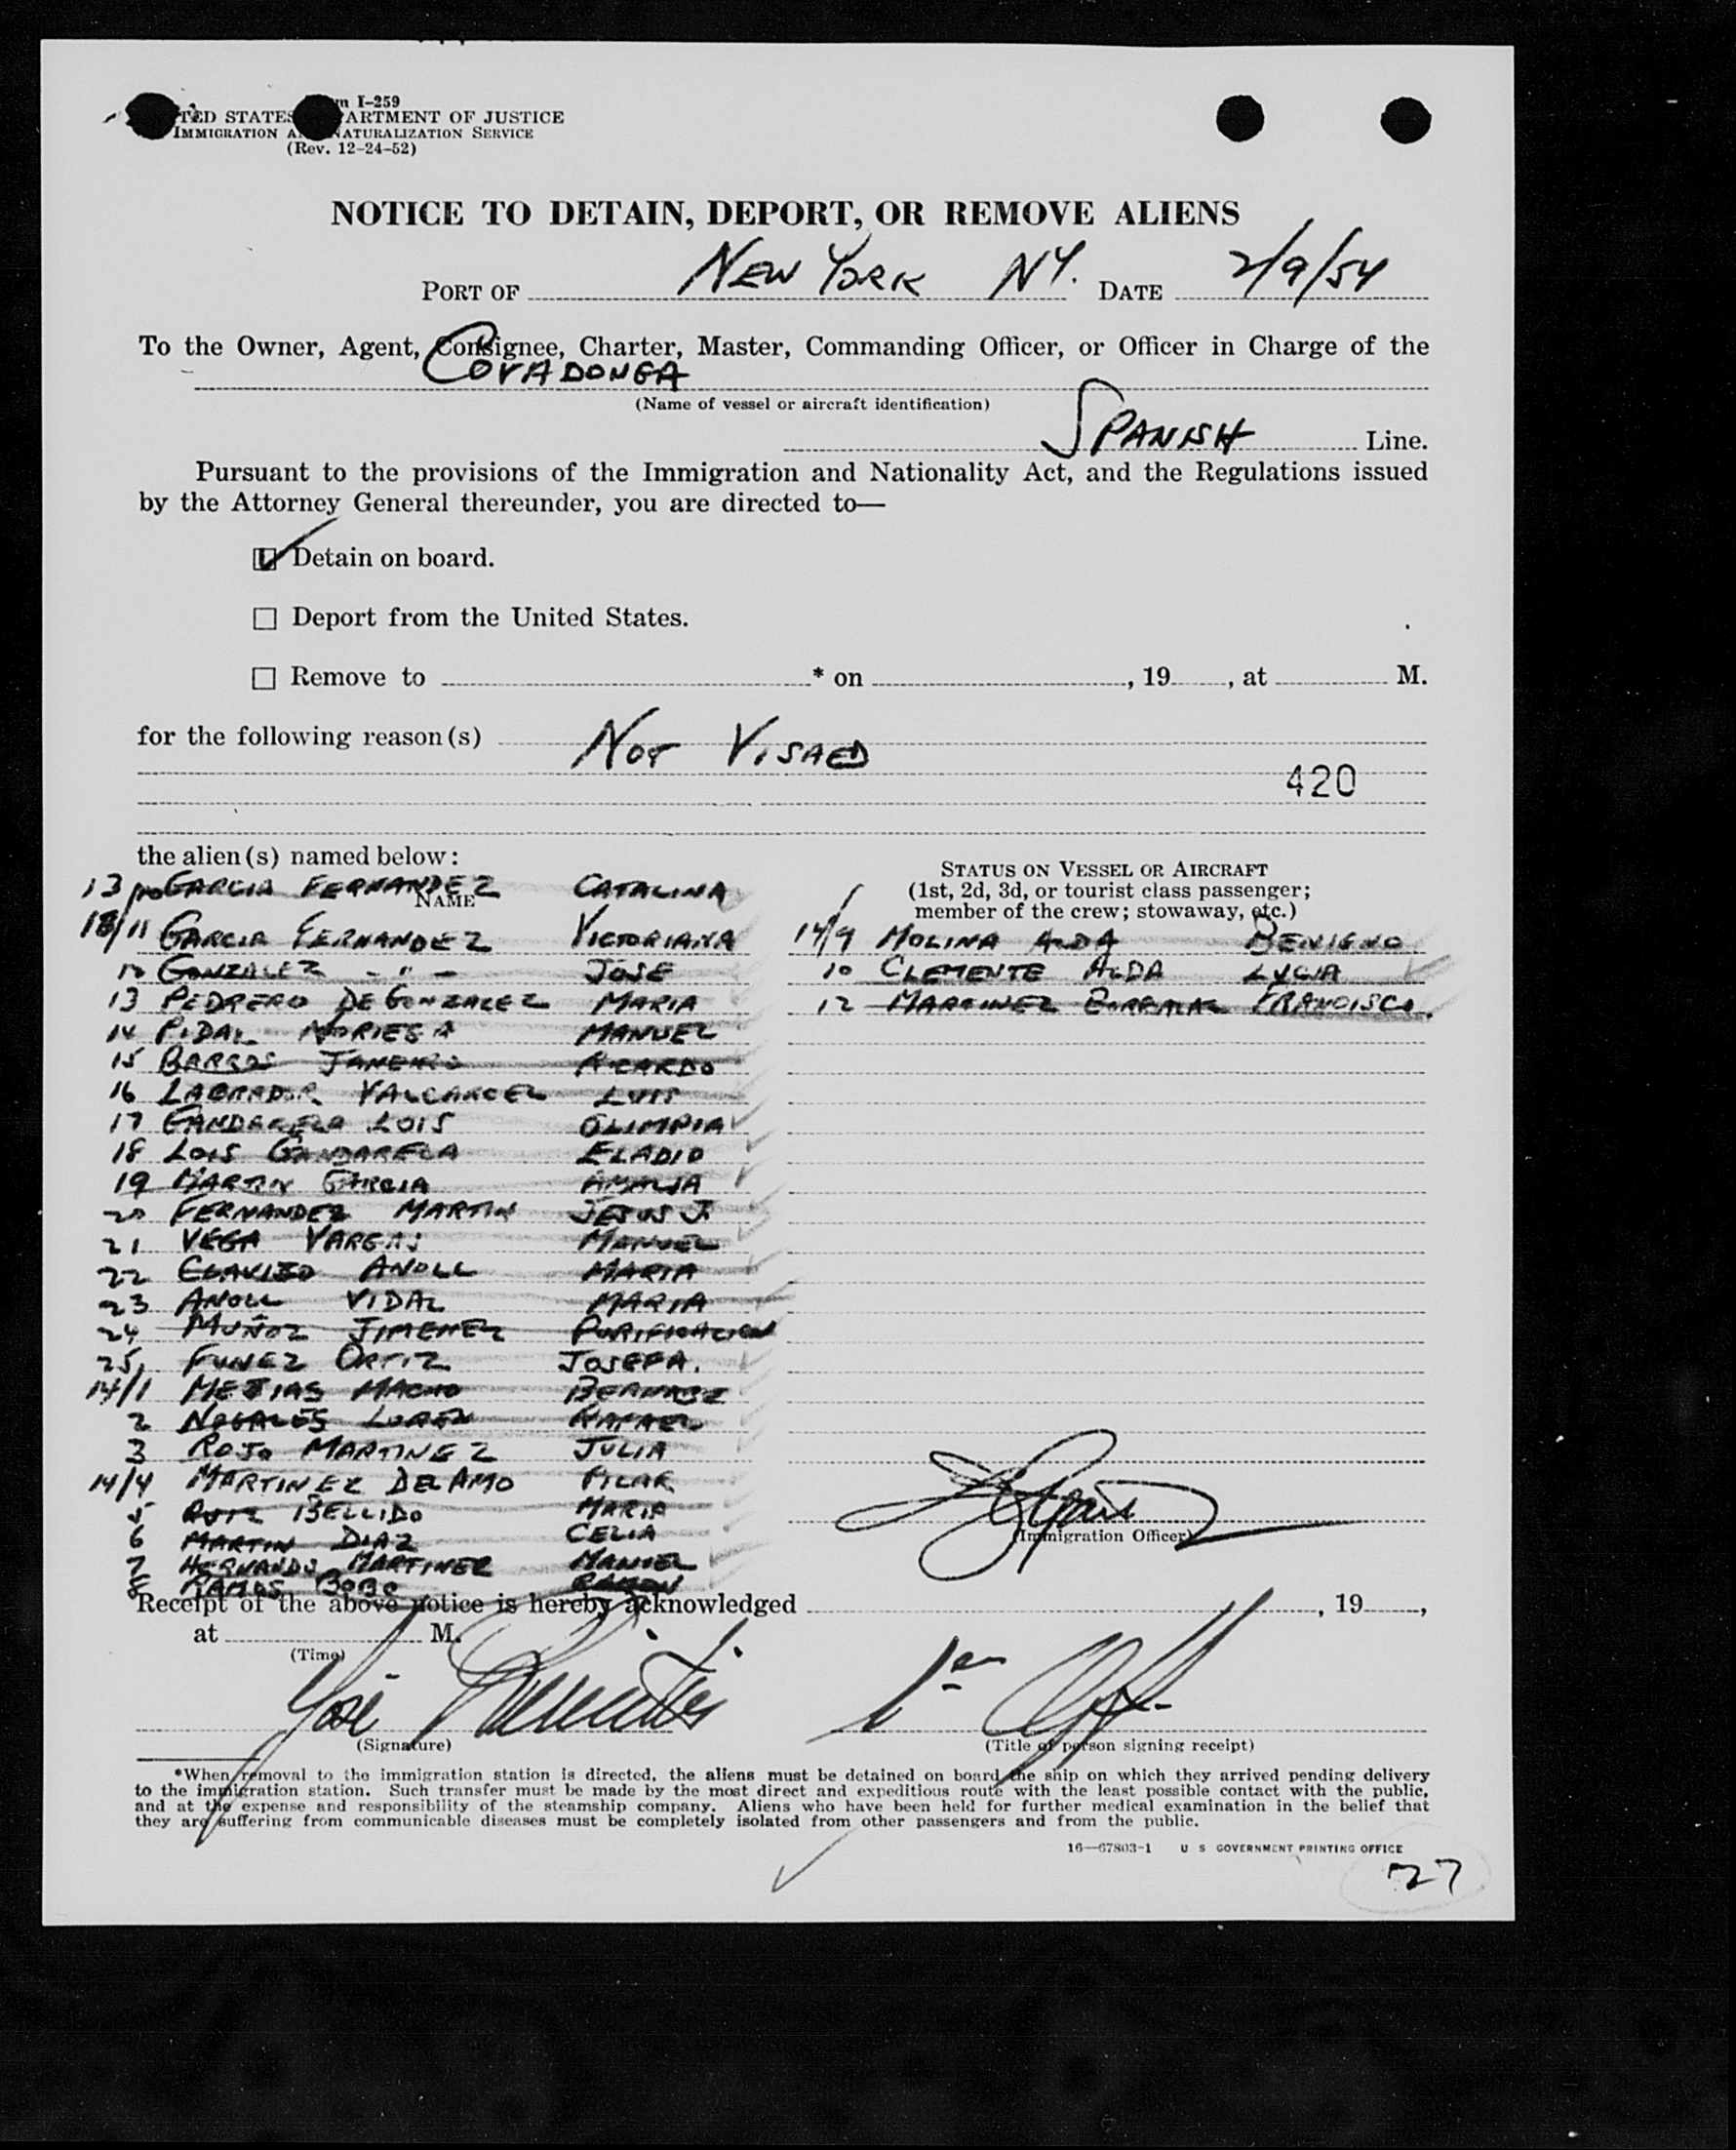 Form I-259
UNITED STATES DEPARTMENT OF JUSTICE
IMMIGRATION AND NATURALIZATION SERVICE
(Rev. 12-24-52)
NOTICE TO DETAIN, DEPORT, OR REMOVE ALIENS
PORT OF NEW YORK NY. DATE 2/9/54
To the Owner, Agent, Consignee, Charter, Master, Commanding Officer, or Officer in Charge of the
COVADONGA
(Name of vessel or aircraft identification)
SPANISH Line.
Pursuant to the provisions of the Immigration and Nationality Act, and the Regulations issued
by the Attorney General thereunder, you are directed to—
Detain on board.
Deport from the United States.
Remove to * on , 19 , at M.
for the following reason(s) NOT VISAED
420
the alien(s) named below:
NAME
STATUS ON VESSEL OR AIRCRAFT
(1st, 2d, 3d, or tourist class passenger;
member of the crew; stowaway, etc.)
13/10 GARCIA FERNANDEZ CATALINA
13/11 GARCIA FERNANDEZ VICTORIANA
12 GONZALEZ - " - JOSE
13 PEDRERO DE GONZALEZ MARIA
14 PIDAL NORIEGA MANUEL
15 BARROS JANEIRO RICARDO
16 LABRADOR VALCARCEL LUIS
17 GANDARELA LOIS OLIMPIA
18 LOIS GANDARELA ELADIO
19 MARTIN GARCIA AMALIA
20 FERNANDEZ MARTIN JESUS J.
21 VEGA VARGAS MANUEL
22 CLAVIJO ANOLL MARIA
23 ANOLL VIDAL MARIA
24 MUÑOZ JIMENEZ PURIFICACION
25 FUNEZ ORTIZ JOSEFA.
14/1 MEJIAS MACHO BERNABE
2 NOGALES RAFAEL
3 ROJO MARTINEZ JULIA
14/4 MARTINEZ DEL AMO PILAR
5 RUIZ BELLIDO MARIA
6 MARTIN DIAZ CELIA
7 HERNANDO MARTINEZ MANUEL
8 RAMOS BOBO RAMON
14/9 MOLINA ALDA BENIGNO
10 CLEMENTE ALDA LUCIA
12 MARTINEZ FRANCISCO.
(Immigration Officer)
Receipt of the above notice is hereby acknowledged , 19 ,
at M.
(Time)
José 1er Off.
(Signature)
(Title of person signing receipt)
*When removal to the immigration station is directed, the aliens must be detained on board the ship on which they arrived pending delivery
to the immigration station. Such transfer must be made by the most direct and expeditious route with the least possible contact with the public,
and at the expense and responsibility of the steamship company. Aliens who have been held for further medical examination in the belief that
they are suffering from communicable diseases must be completely isolated from other passengers and from the public.
16—67803-1 U S GOVERNMENT PRINTING OFFICE
27